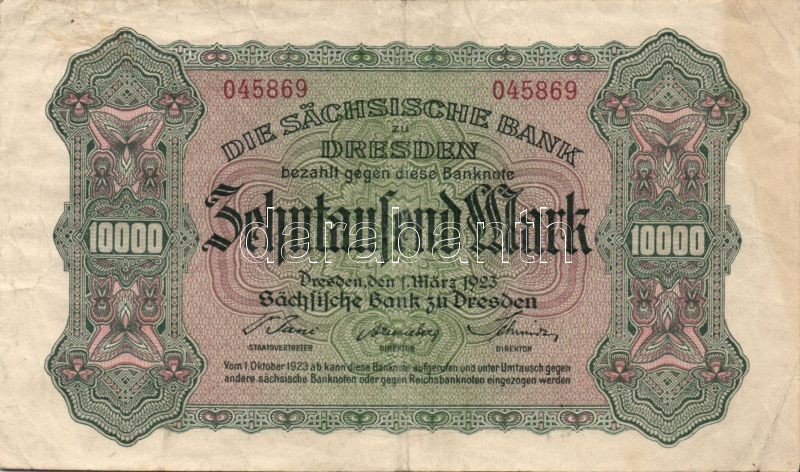 045869 045869
DIE SÄCHSISCHE BANK
zu
DRESDEN
bezahlt gegen diese Banknote
Zehntausend Mark
10000 10000
darabanth.com
Dresden, den 1. März 1923
Sächsische Bank zu Dresden
STAATSVERTRETER DIREKTOR DIREKTOR
Vom 1. Oktober 1923 ab kann diese Banknote aufgerufen und unter Umtausch gegen
andere sächsische Banknoten oder gegen Reichsbanknoten eingezogen werden